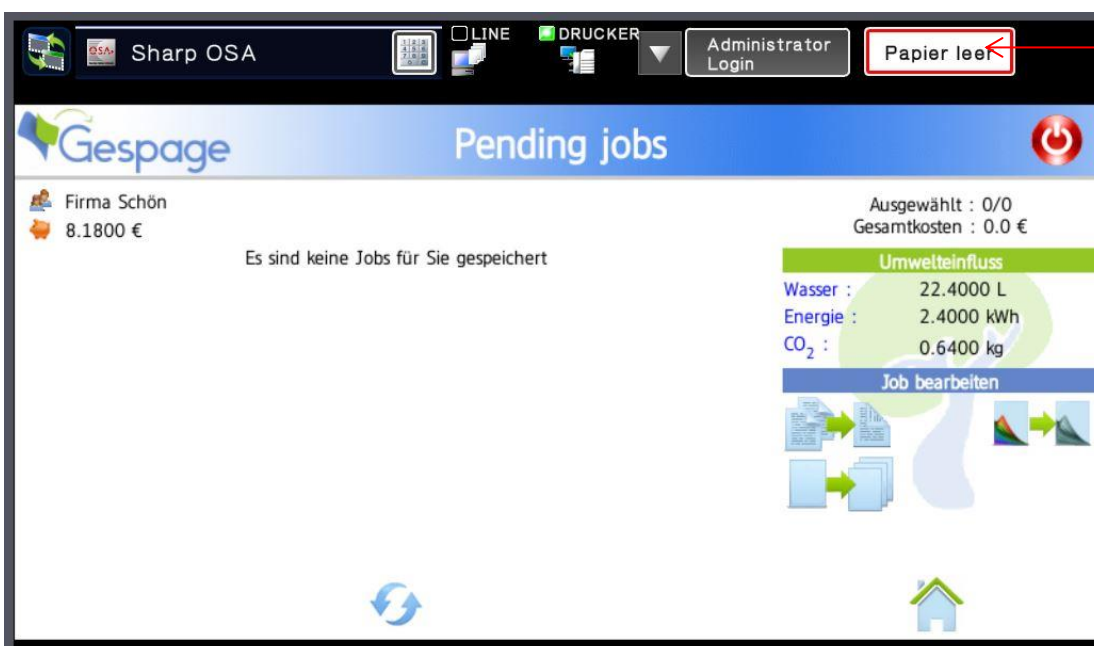 Sharp OSA
LINE
DRUCKER
Administrator
Login
Papier leer
Gespage
Pending jobs
Firma Schön
8.1800 €
Es sind keine Jobs für Sie gespeichert
Ausgewählt : 0/0
Gesamtkosten : 0.0 €
Umwelteinfluss
Wasser : 22.4000 L
Energie : 2.4000 kWh
CO₂ : 0.6400 kg
Job bearbeiten